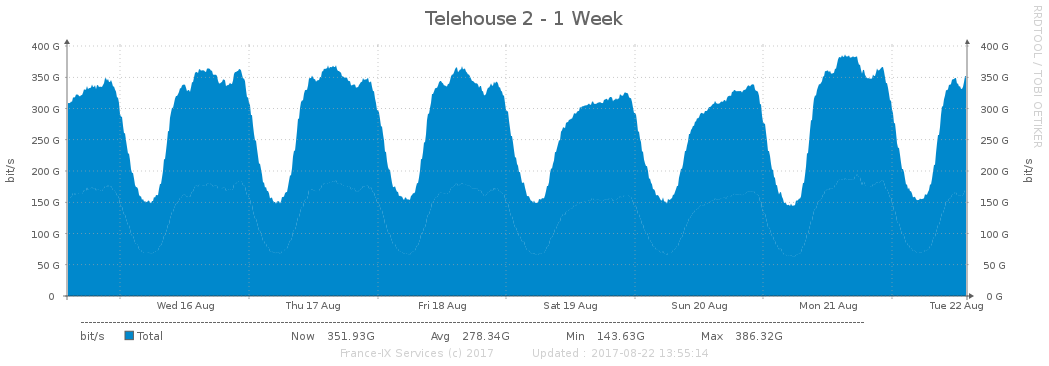 Telehouse 2 - 1 Week
RRDTOOL / TOBI OETIKER
400 G 400 G
350 G 350 G
300 G 300 G
250 G 250 G
200 G 200 G
150 G 150 G
100 G 100 G
50 G 50 G
0 0 G
bit/s bit/s
Wed 16 Aug Thu 17 Aug Fri 18 Aug Sat 19 Aug Sun 20 Aug Mon 21 Aug Tue 22 Aug
bit/s Total Now 351.93G Avg 278.34G Min 143.63G Max 386.32G
France-IX Services (c) 2017 Updated : 2017-08-22 13:55:14